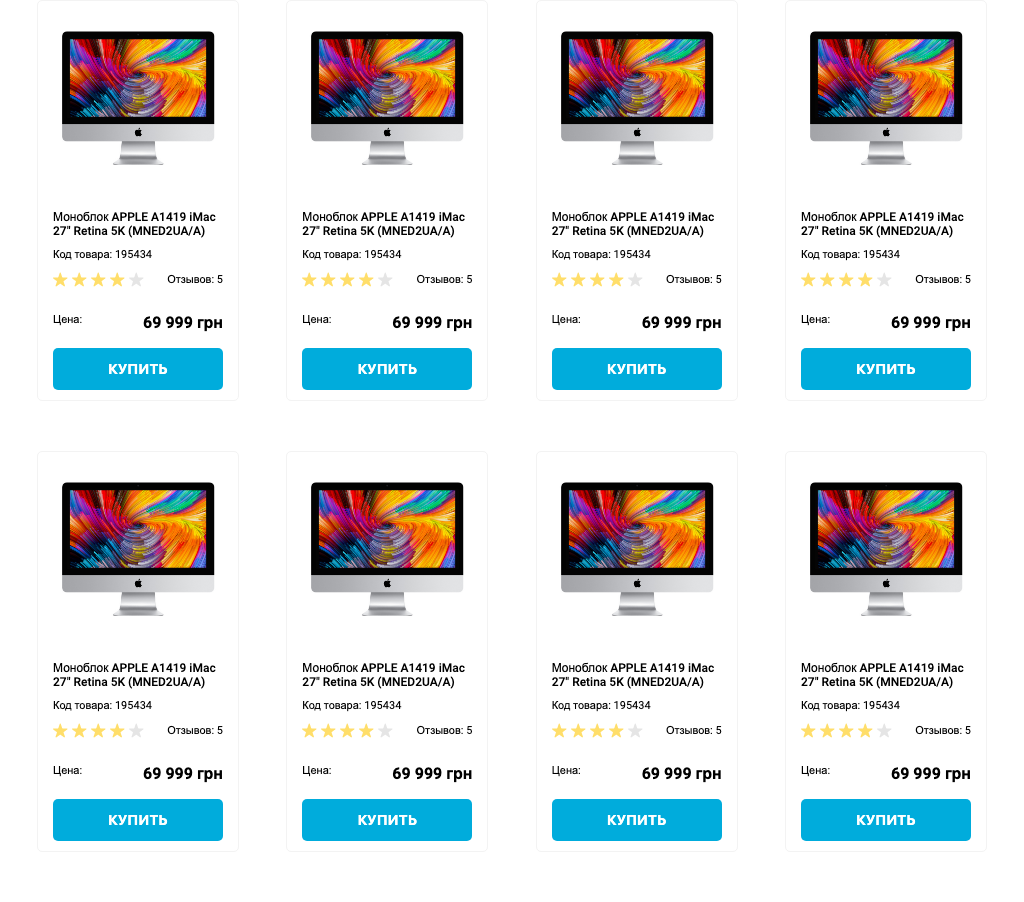 Моноблок APPLE A1419 iMac
27" Retina 5K (MNED2UA/A)
Код товара: 195434
Отзывов: 5
Цена:
69 999 грн
КУПИТЬ
Моноблок APPLE A1419 iMac
27" Retina 5K (MNED2UA/A)
Код товара: 195434
Отзывов: 5
Цена:
69 999 грн
КУПИТЬ
Моноблок APPLE A1419 iMac
27" Retina 5K (MNED2UA/A)
Код товара: 195434
Отзывов: 5
Цена:
69 999 грн
КУПИТЬ
Моноблок APPLE A1419 iMac
27" Retina 5K (MNED2UA/A)
Код товара: 195434
Отзывов: 5
Цена:
69 999 грн
КУПИТЬ
Моноблок APPLE A1419 iMac
27" Retina 5K (MNED2UA/A)
Код товара: 195434
Отзывов: 5
Цена:
69 999 грн
КУПИТЬ
Моноблок APPLE A1419 iMac
27" Retina 5K (MNED2UA/A)
Код товара: 195434
Отзывов: 5
Цена:
69 999 грн
КУПИТЬ
Моноблок APPLE A1419 iMac
27" Retina 5K (MNED2UA/A)
Код товара: 195434
Отзывов: 5
Цена:
69 999 грн
КУПИТЬ
Моноблок APPLE A1419 iMac
27" Retina 5K (MNED2UA/A)
Код товара: 195434
Отзывов: 5
Цена:
69 999 грн
КУПИТЬ